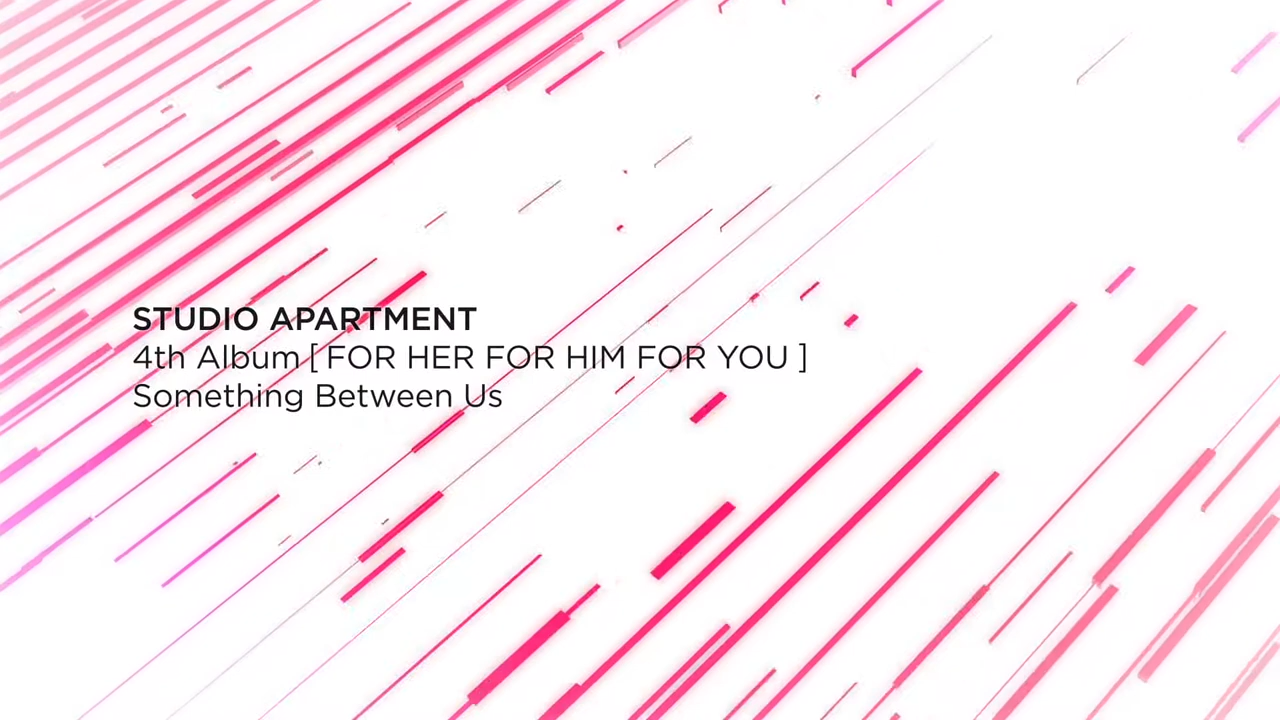 STUDIO APARTMENT
4th Album [ FOR HER FOR HIM FOR YOU ]
Something Between Us